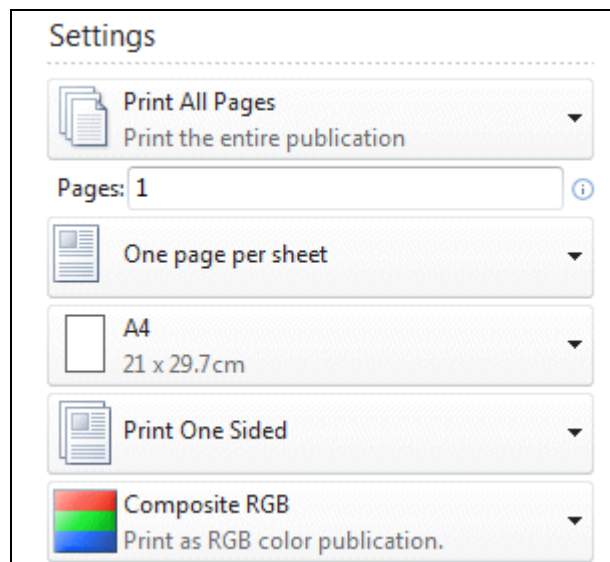 Settings
Print All Pages
Print the entire publication
Pages: 1
One page per sheet
A4
21 x 29.7cm
Print One Sided
Composite RGB
Print as RGB color publication.